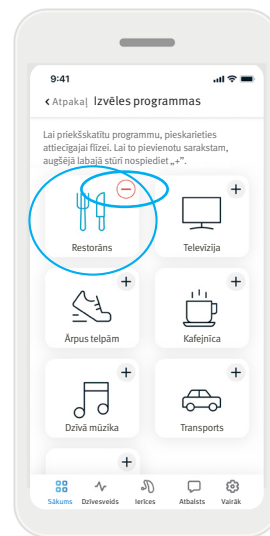 9:41
Atpakaļ Izvēles programmas
Lai priekšskatītu programmu, pieskarieties
attiecīgajai flīzei. Lai to pievienotu sarakstam,
augšējā labajā stūrī nospiediet „+”.
Restorāns Televīzija
Ārpus telpām Kafejnīca
Dzīvā mūzika Transports
Sākums Dzīvesveids Ierīces Atbalsts Vairāk